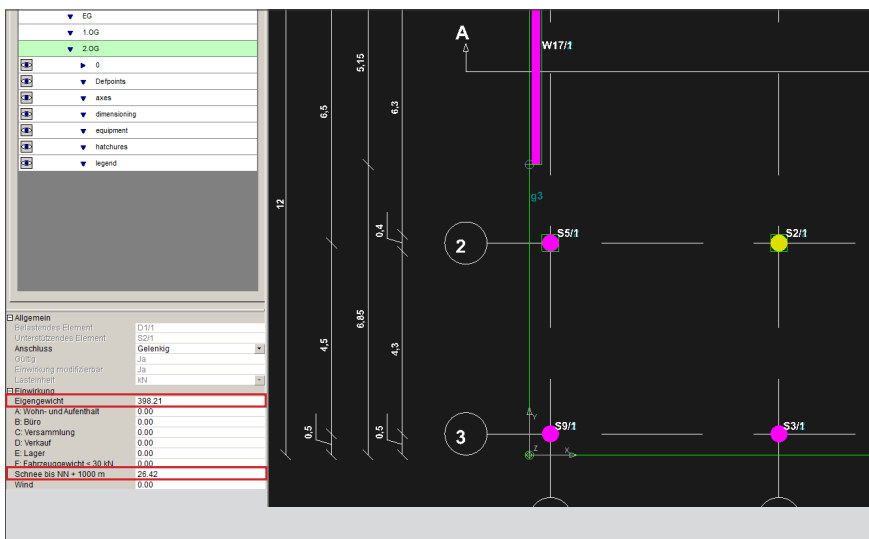 EG
1.OG
2.OG
0
Defpoints
axes
dimensioning
equipment
hatchures
legend
Allgemein
Belastendes Element D1/1
Unterstützendes Element S2/1
Anschluss Gelenkig
Gültig Ja
Einwirkung modifizierbar Ja
Lasteinheit kN
Einwirkung
Eigengewicht 398.21
A: Wohn- und Aufenthalt 0.00
B: Büro 0.00
C: Versammlung 0.00
D: Verkauf 0.00
E: Lager 0.00
F: Fahrzeuggewicht < 30 kN 0.00
Schnee bis NN + 1000 m 26.42
Wind 0.00
A
W17/1
5,15
6,5
6,3
12
g3
0,4
2
S5/1
S2/1
6,85
4,5
4,3
0,5
0,5
3
Y
S9/1
S3/1
Z
X